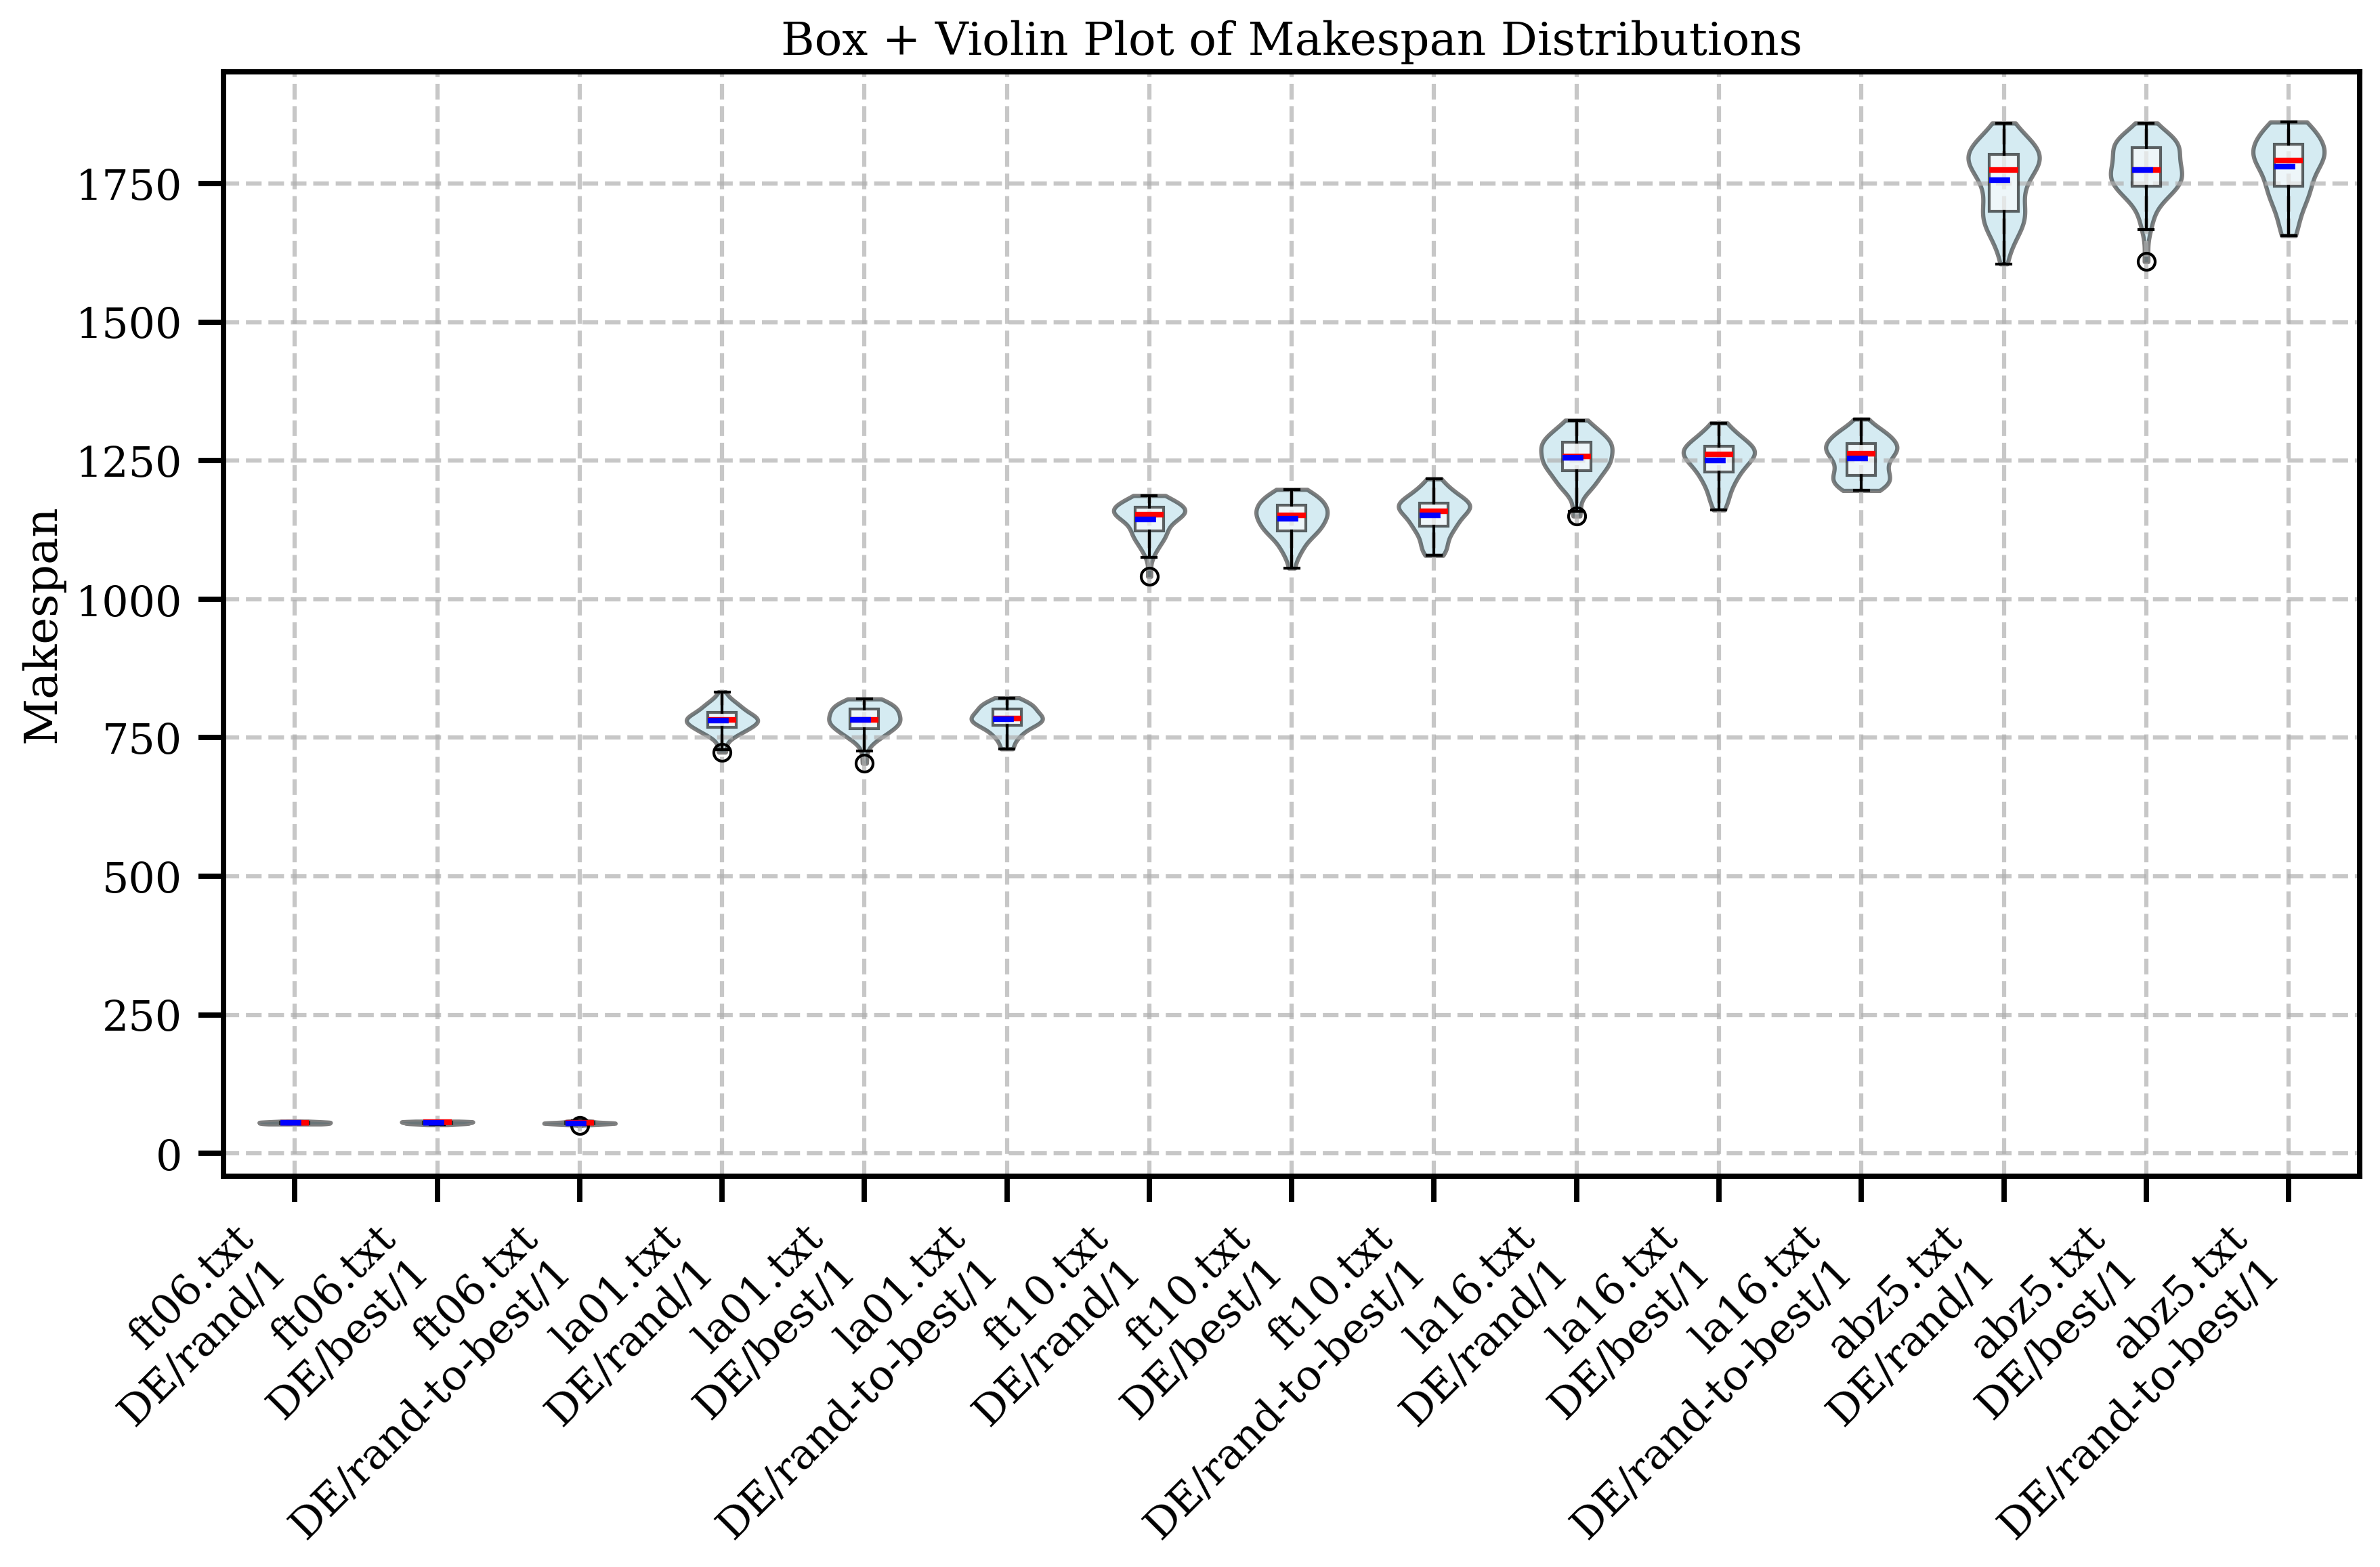 Box + Violin Plot of Makespan Distributions
Makespan
1750
1500
1250
1000
750
500
250
0
ft06.txt
DE/rand/1
ft06.txt
DE/best/1
ft06.txt
DE/rand-to-best/1
la01.txt
DE/rand/1
la01.txt
DE/best/1
la01.txt
DE/rand-to-best/1
ft10.txt
DE/rand/1
ft10.txt
DE/best/1
ft10.txt
DE/rand-to-best/1
la16.txt
DE/rand/1
la16.txt
DE/best/1
la16.txt
DE/rand-to-best/1
abz5.txt
DE/rand/1
abz5.txt
DE/best/1
abz5.txt
DE/rand-to-best/1